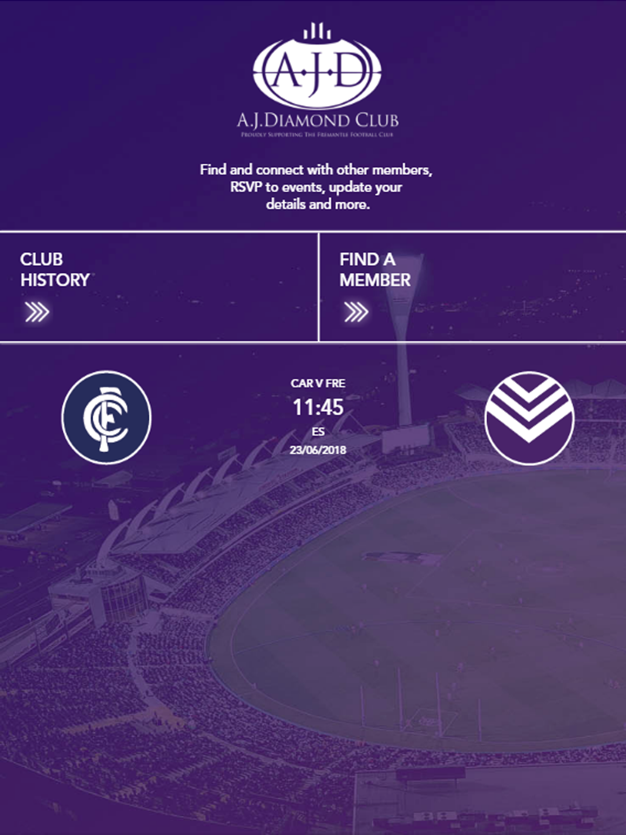 A·J·D
A.J.DIAMOND CLUB
PROUDLY SUPPORTING THE FREMANTLE FOOTBALL CLUB
Find and connect with other members,
RSVP to events, update your
details and more.
CLUB
HISTORY
FIND A
MEMBER
CAR V FRE
11:45
ES
23/06/2018
CFC